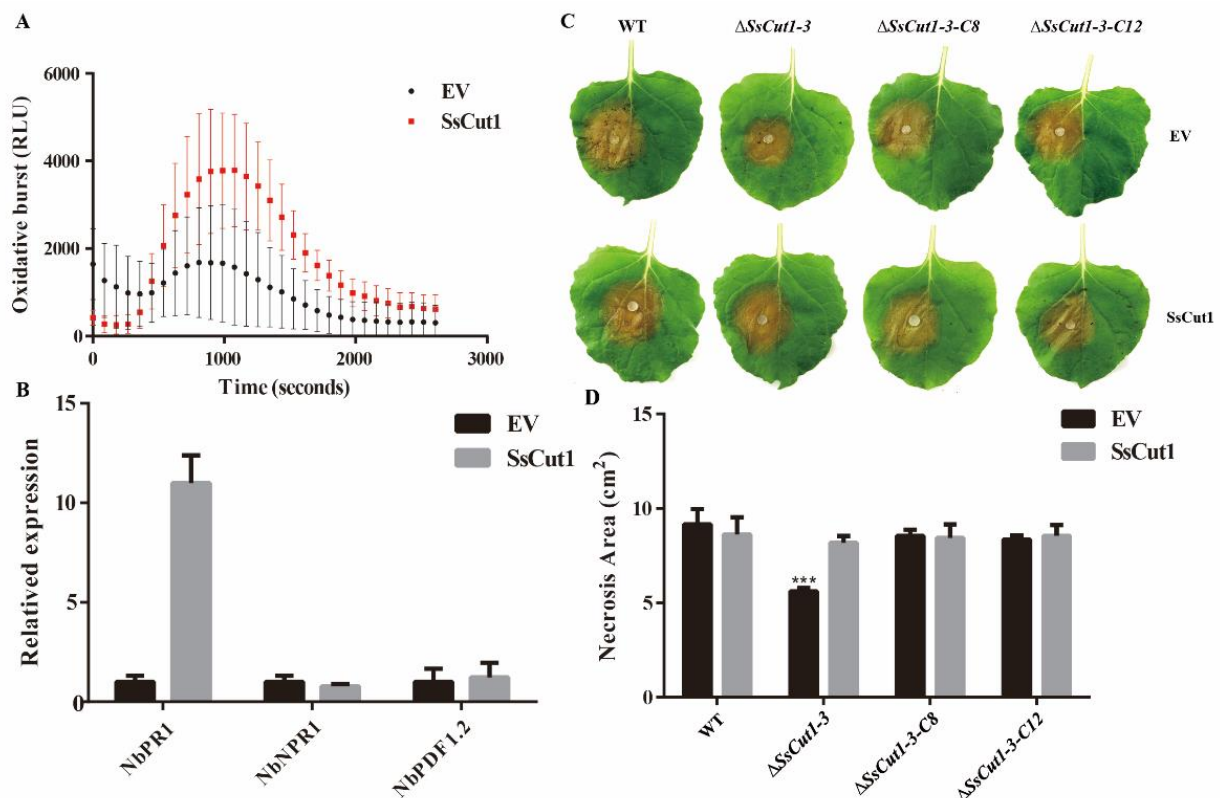 A
6000
4000
2000
0
Oxidative burst (RLU)
0
1000
2000
3000
Time (seconds)
EV
SsCut1
C
WT
ΔSsCut1-3
ΔSsCut1-3-C8
ΔSsCut1-3-C12
EV
SsCut1
B
15
10
5
0
Relatived expression
EV
SsCut1
NbPR1
NbNPR1
NbPDF1.2
D
15
10
5
0
Necrosis Area (cm²)
EV
SsCut1
***
WT
ΔSsCut1-3
ΔSsCut1-3-C8
ΔSsCut1-3-C12